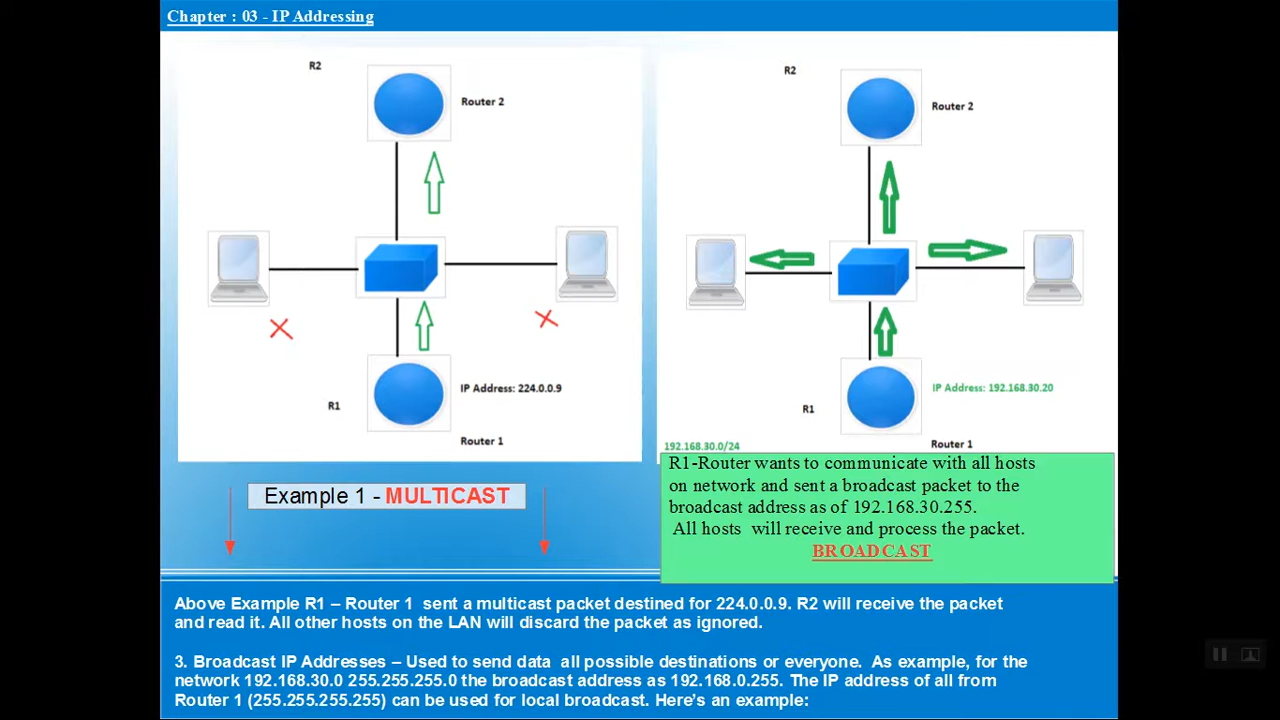 Chapter : 03 - IP Addressing
R2
Router 2
IP Address: 224.0.0.9
R1
Router 1
Example 1 - MULTICAST
R2
Router 2
IP Address: 192.168.30.20
R1
Router 1
192.168.30.0/24
R1-Router wants to communicate with all hosts
on network and sent a broadcast packet to the
broadcast address as of 192.168.30.255.
All hosts will receive and process the packet.
BROADCAST
Above Example R1 – Router 1 sent a multicast packet destined for 224.0.0.9. R2 will receive the packet
and read it. All other hosts on the LAN will discard the packet as ignored.
3. Broadcast IP Addresses – Used to send data all possible destinations or everyone. As example, for the
network 192.168.30.0 255.255.255.0 the broadcast address as 192.168.0.255. The IP address of all from
Router 1 (255.255.255.255) can be used for local broadcast. Here's an example: